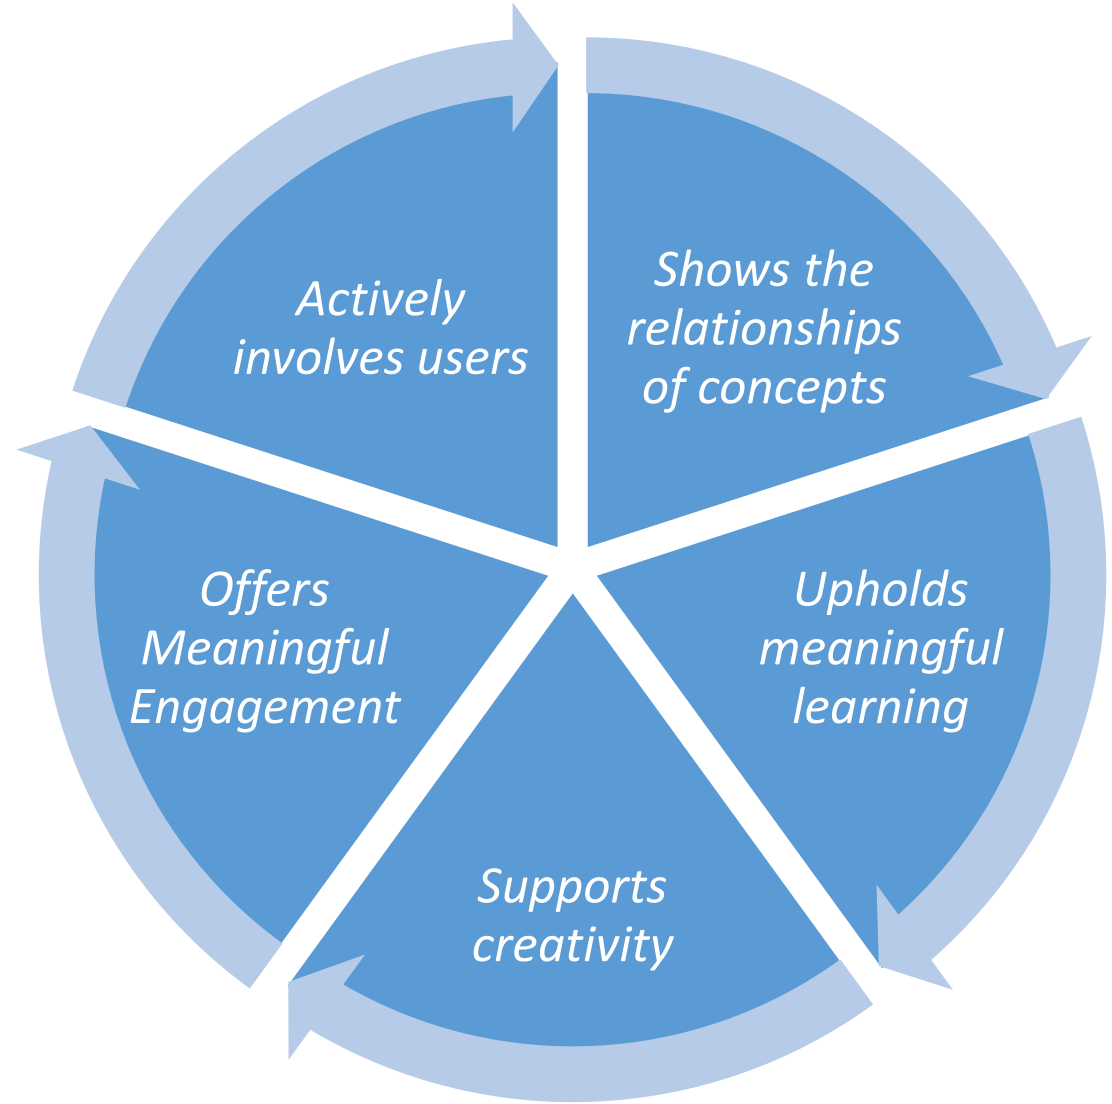 Shows the
relationships
of concepts
Upholds
meaningful
learning
Supports
creativity
Offers
Meaningful
Engagement
Actively
involves users